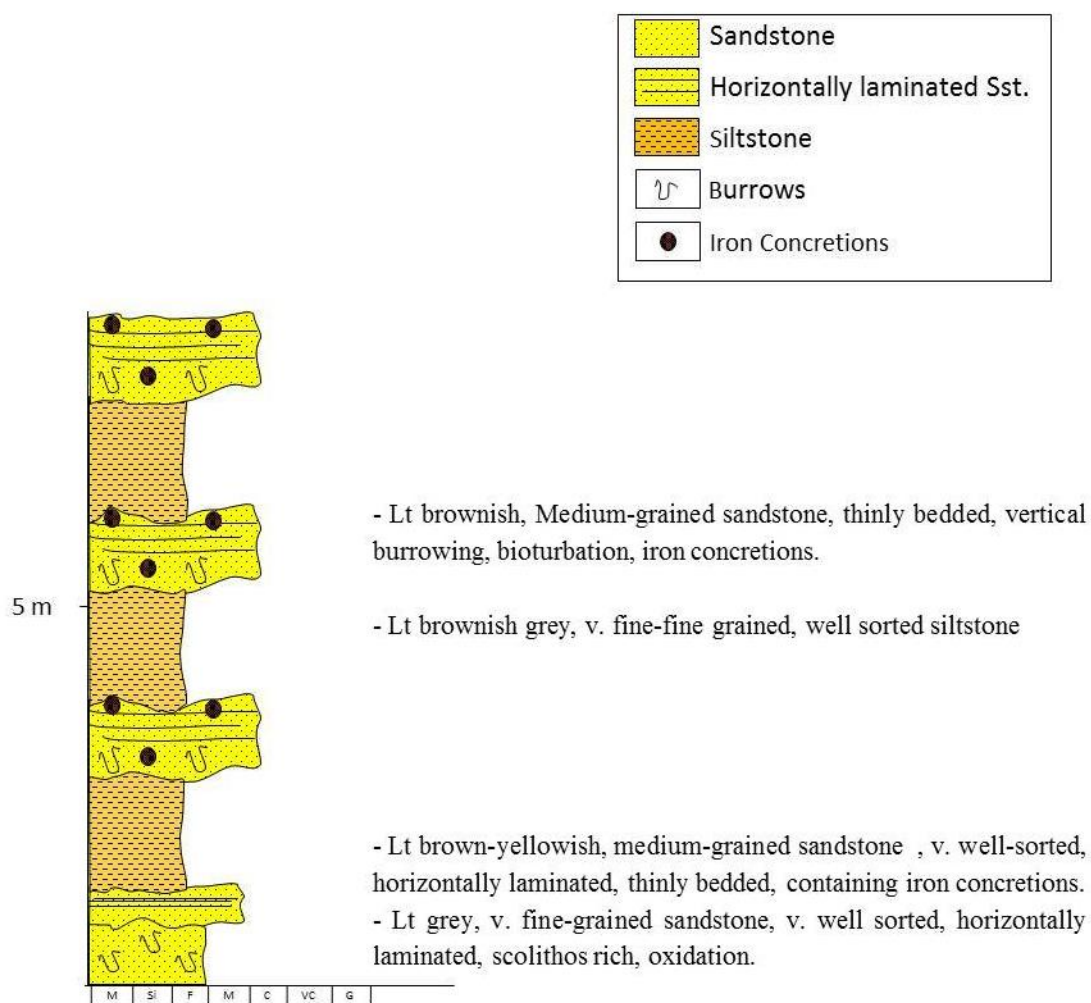 Sandstone
Horizontally laminated Sst.
Siltstone
Burrows
Iron Concretions
- Lt brownish, Medium-grained sandstone, thinly bedded, vertical
burrowing, bioturbation, iron concretions.
5 m
- Lt brownish grey, v. fine-fine grained, well sorted siltstone
- Lt brown-yellowish, medium-grained sandstone , v. well-sorted,
horizontally laminated, thinly bedded, containing iron concretions.
- Lt grey, v. fine-grained sandstone, v. well sorted, horizontally
laminated, scolithos rich, oxidation.
M Si F M C VC G